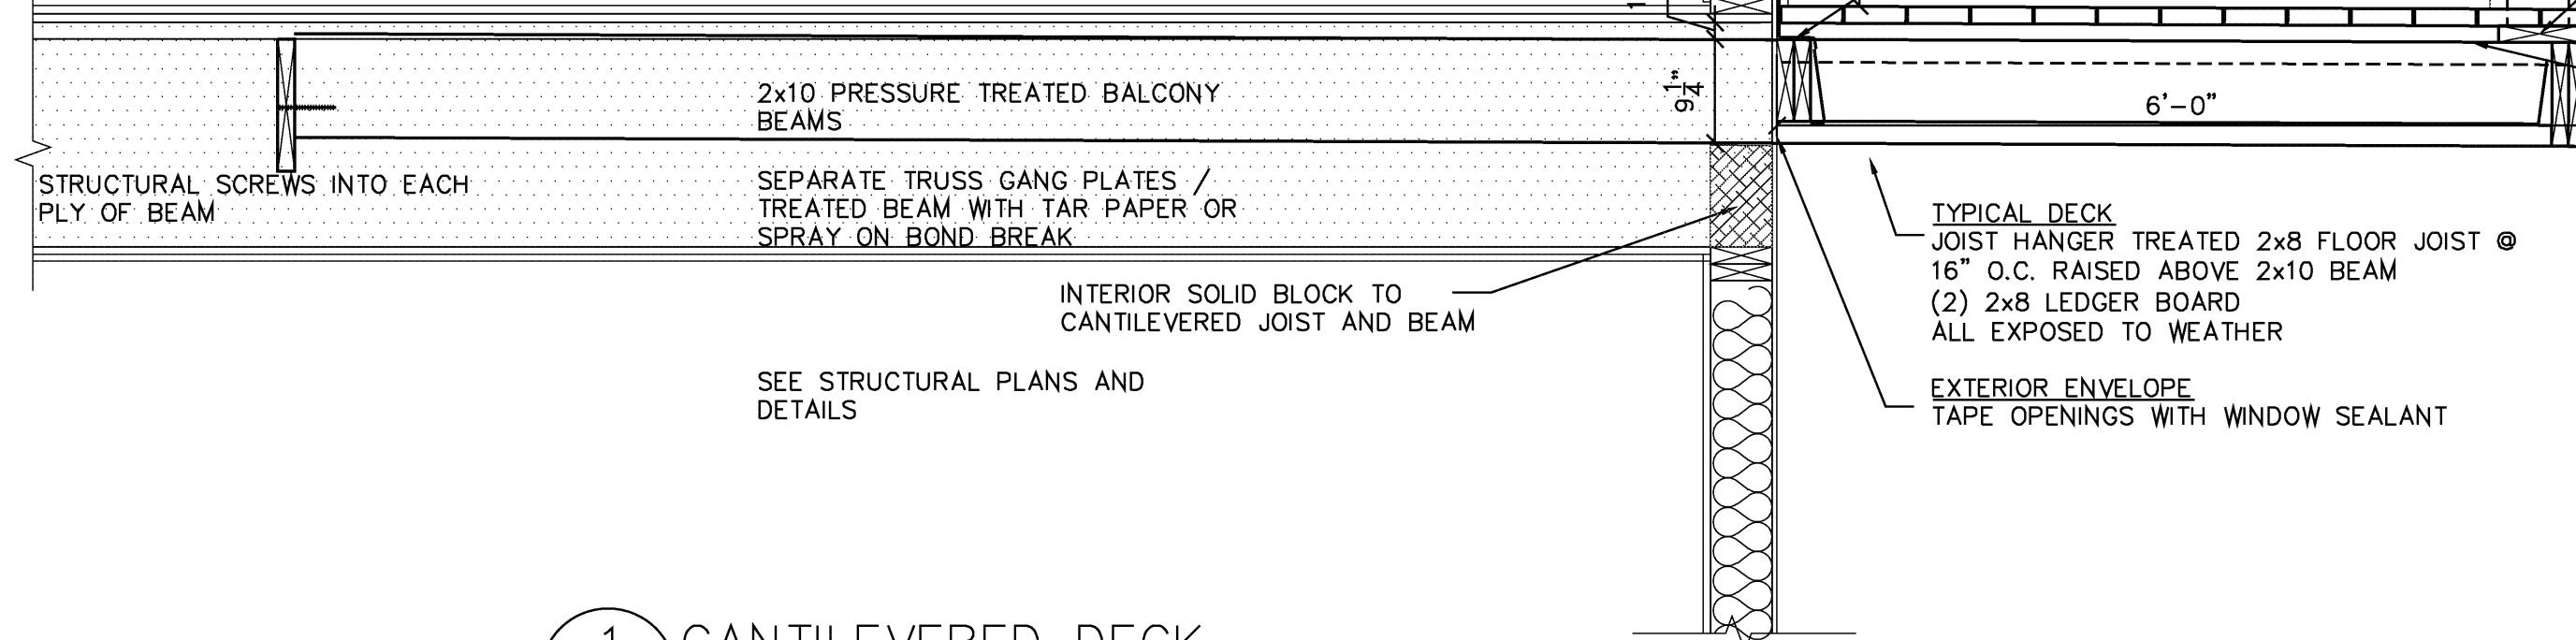 2x10 PRESSURE TREATED BALCONY
BEAMS
9 1/4"
6'-0"
STRUCTURAL SCREWS INTO EACH
PLY OF BEAM
SEPARATE TRUSS GANG PLATES /
TREATED BEAM WITH TAR PAPER OR
SPRAY ON BOND BREAK
INTERIOR SOLID BLOCK TO
CANTILEVERED JOIST AND BEAM
SEE STRUCTURAL PLANS AND
DETAILS
TYPICAL DECK
JOIST HANGER TREATED 2x8 FLOOR JOIST @
16" O.C. RAISED ABOVE 2x10 BEAM
(2) 2x8 LEDGER BOARD
ALL EXPOSED TO WEATHER
EXTERIOR ENVELOPE
TAPE OPENINGS WITH WINDOW SEALANT
1 CANTILEVERED DECK